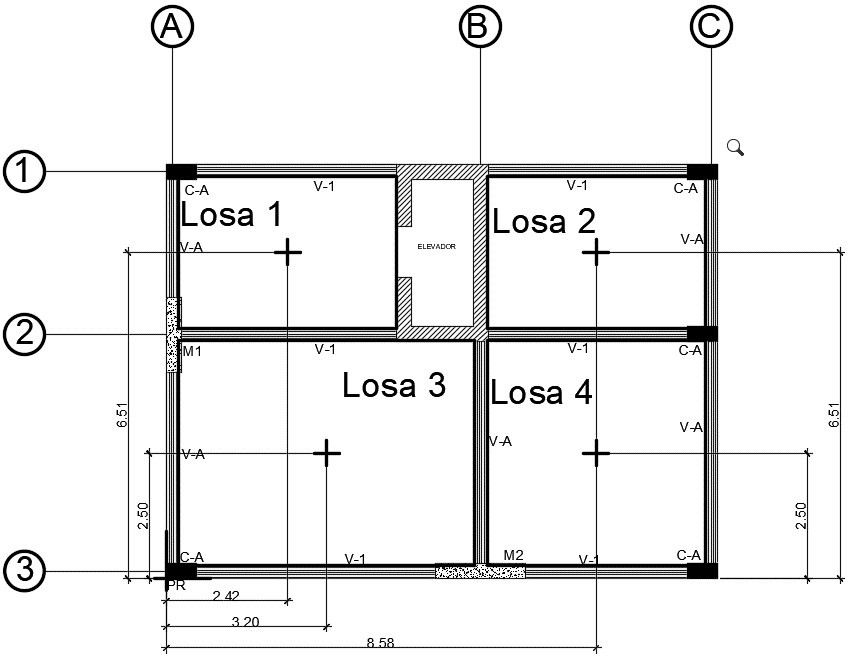 A B C
1
C-A V-1 V-1 C-A
Losa 1 Losa 2
V-A ELEVADOR V-A
2
M1 V-1 V-1 C-A
Losa 3 Losa 4
6.51 6.51
V-A V-A V-A
2.50 2.50
3
C-A V-1 M2 V-1 C-A
PR
2.42
3.20
8.58